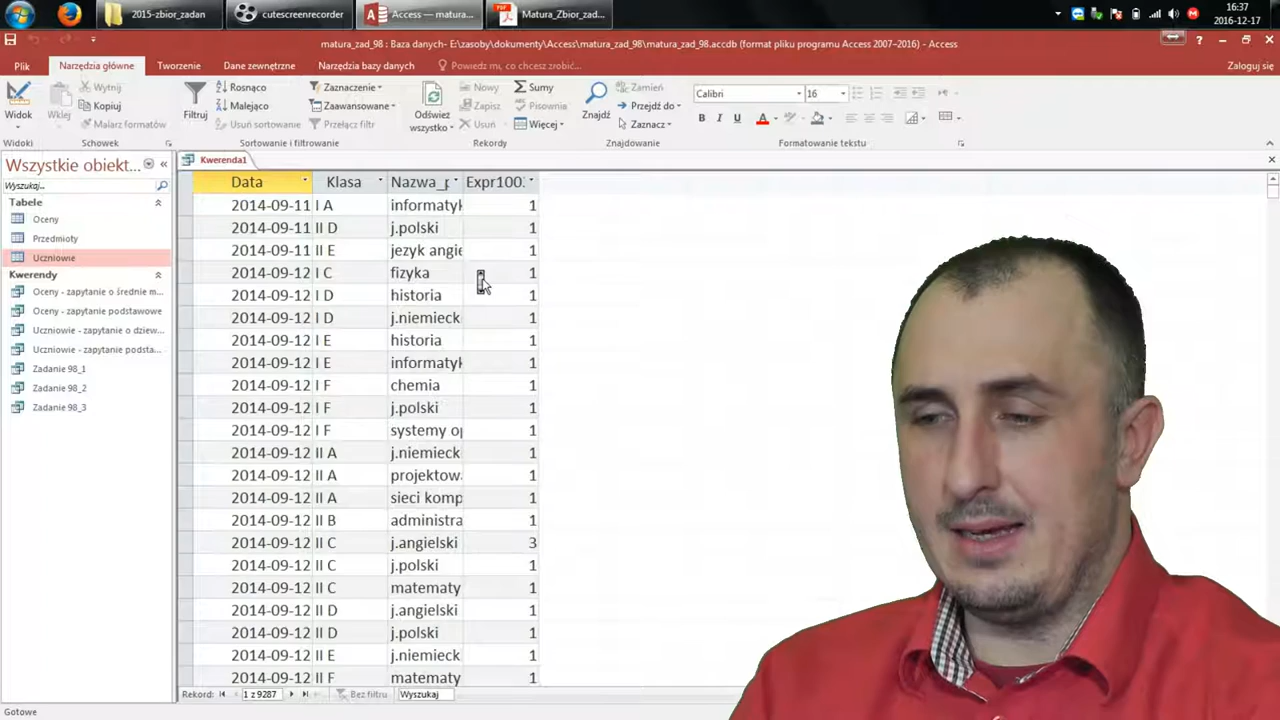 2015-zbior_zadan
cutescreenrecorder
Access — matura...
Matura_Zbior_zad...
16:37
2016-12-17
matura_zad_98 : Baza danych- E:\zasoby\dokumenty\Access\matura_zad_98\matura_zad_98.accdb (format pliku programu Access 2007–2016) - Access
Plik
Narzędzia główne
Tworzenie
Dane zewnętrzne
Narzędzia bazy danych
Powiedz mi, co chcesz zrobić...
Zaloguj się
Widok
Wklej
Wytnij
Kopiuj
Malarz formatów
Filtruj
Rosnąco
Malejąco
Usuń sortowanie
Zaznaczenie
Zaawansowane
Przełącz filtr
Odśwież wszystko
Nowy
Zapisz
Usuń
Sumy
Pisownia
Więcej
Znajdź
Zamień
Przejdź do
Zaznacz
Calibri
16
B I U
Widoki
Schowek
Sortowanie i filtrowanie
Rekordy
Znajdowanie
Formatowanie tekstu
Wszystkie obiekt...
Wyszukaj...
Tabele
Oceny
Przedmioty
Uczniowie
Kwerendy
Oceny - zapytanie o średnie m...
Oceny - zapytanie podstawowe
Uczniowie - zapytanie o dziew...
Uczniowie - zapytanie podsta...
Zadanie 98_1
Zadanie 98_2
Zadanie 98_3
Kwerenda1
Data Klasa Nazwa_p Expr100
2014-09-11 I A informatyk 1
2014-09-11 II D j.polski 1
2014-09-11 II E jezyk angie 1
2014-09-12 I C fizyka 1
2014-09-12 I D historia 1
2014-09-12 I D j.niemieck 1
2014-09-12 I E historia 1
2014-09-12 I E informatyk 1
2014-09-12 I F chemia 1
2014-09-12 I F j.polski 1
2014-09-12 I F systemy op 1
2014-09-12 II A j.niemieck 1
2014-09-12 II A projektow 1
2014-09-12 II A sieci komp 1
2014-09-12 II B administra 1
2014-09-12 II C j.angielski 3
2014-09-12 II C j.polski 1
2014-09-12 II C matematy 1
2014-09-12 II D j.angielski 1
2014-09-12 II D j.polski 1
2014-09-12 II E j.niemieck 1
2014-09-12 II F matematy 1
Rekord: 1 z 9287 Bez filtru Wyszukaj
Gotowe